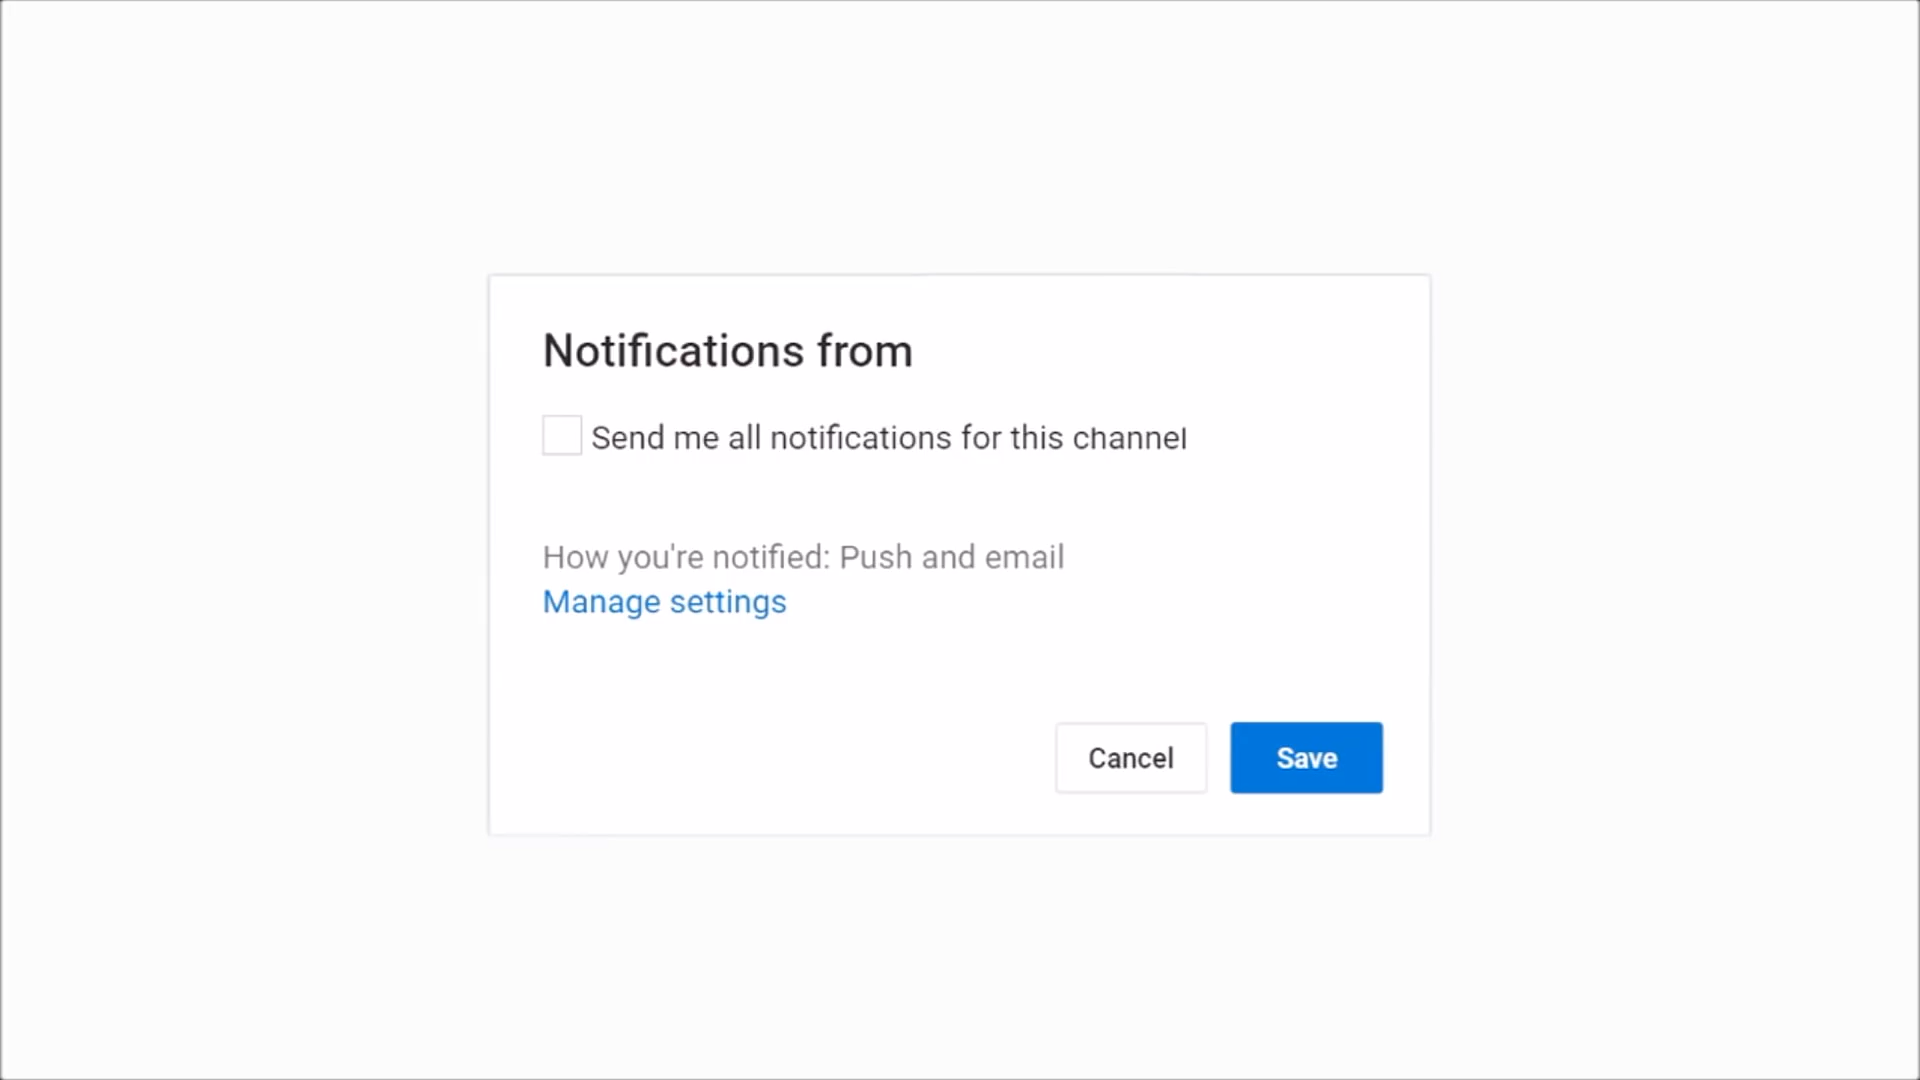 Notifications from
Send me all notifications for this channel
How you're notified: Push and email
Manage settings
Cancel
Save